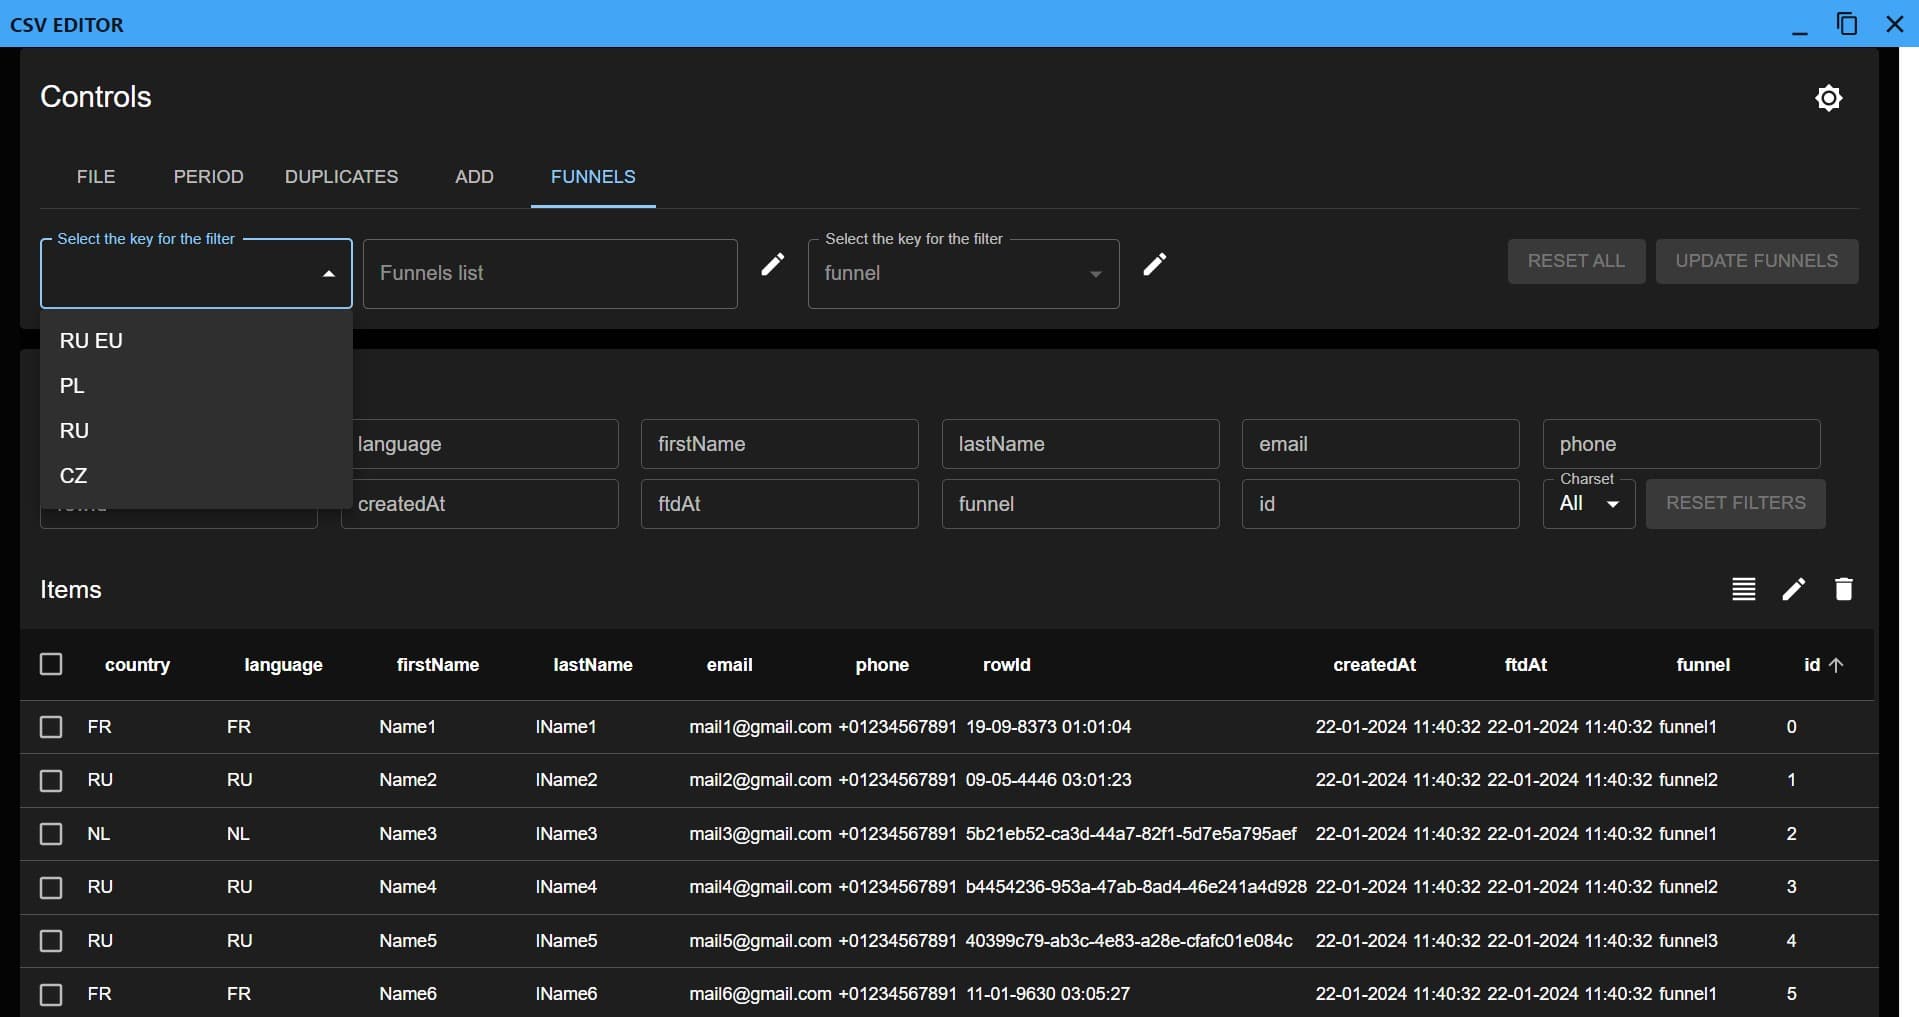 CSV EDITOR
Controls
FILE PERIOD DUPLICATES ADD FUNNELS
Select the key for the filter Select the key for the filter
Funnels list funnel RESET ALL UPDATE FUNNELS
RU EU
PL
RU
CZ
language firstName lastName email phone
Charset
createdAt ftdAt funnel id All RESET FILTERS
Items
country language firstName lastName email phone rowId createdAt ftdAt funnel id
FR FR Name1 lName1 mail1@gmail.com +01234567891 19-09-8373 01:01:04 22-01-2024 11:40:32 22-01-2024 11:40:32 funnel1 0
RU RU Name2 lName2 mail2@gmail.com +01234567891 09-05-4446 03:01:23 22-01-2024 11:40:32 22-01-2024 11:40:32 funnel2 1
NL NL Name3 lName3 mail3@gmail.com +01234567891 5b21eb52-ca3d-44a7-82f1-5d7e5a795aef 22-01-2024 11:40:32 22-01-2024 11:40:32 funnel1 2
RU RU Name4 lName4 mail4@gmail.com +01234567891 b4454236-953a-47ab-8ad4-46e241a4d928 22-01-2024 11:40:32 22-01-2024 11:40:32 funnel2 3
RU RU Name5 lName5 mail5@gmail.com +01234567891 40399c79-ab3c-4e83-a28e-cfafc01e084c 22-01-2024 11:40:32 22-01-2024 11:40:32 funnel3 4
FR FR Name6 lName6 mail6@gmail.com +01234567891 11-01-9630 03:05:27 22-01-2024 11:40:32 22-01-2024 11:40:32 funnel1 5